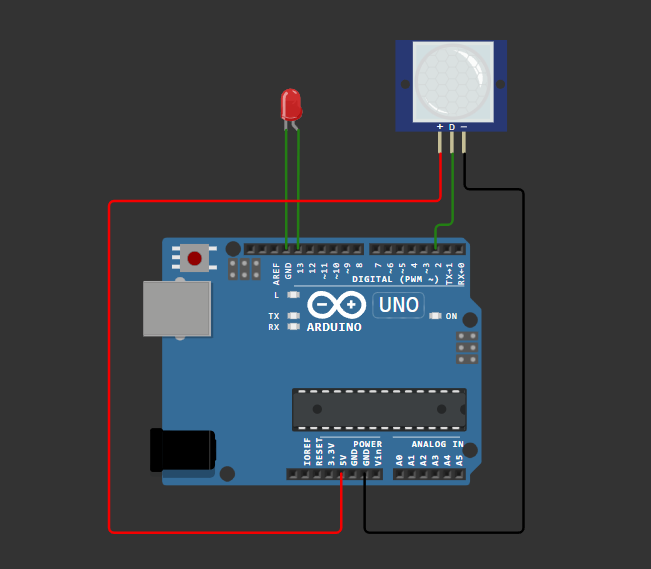 + D −
AREF
GND
13
12
~11
~10
~9
8
7
~6
~5
4
~3
2
TX→1
RX←0
DIGITAL (PWM ~)
L
TX
RX
− +
UNO
ON
ARDUINO
IOREF
RESET
3.3V
5V
GND
GND
Vin
POWER
ANALOG IN
A0
A1
A2
A3
A4
A5